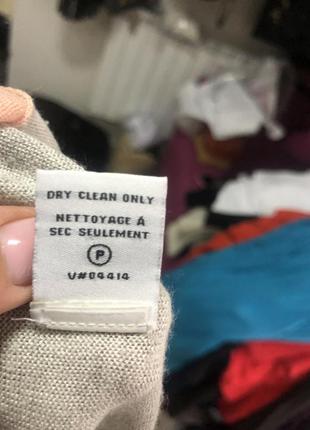 DRY CLEAN ONLY
NETTOYAGE À
SEC SEULEMENT
P
V#04414